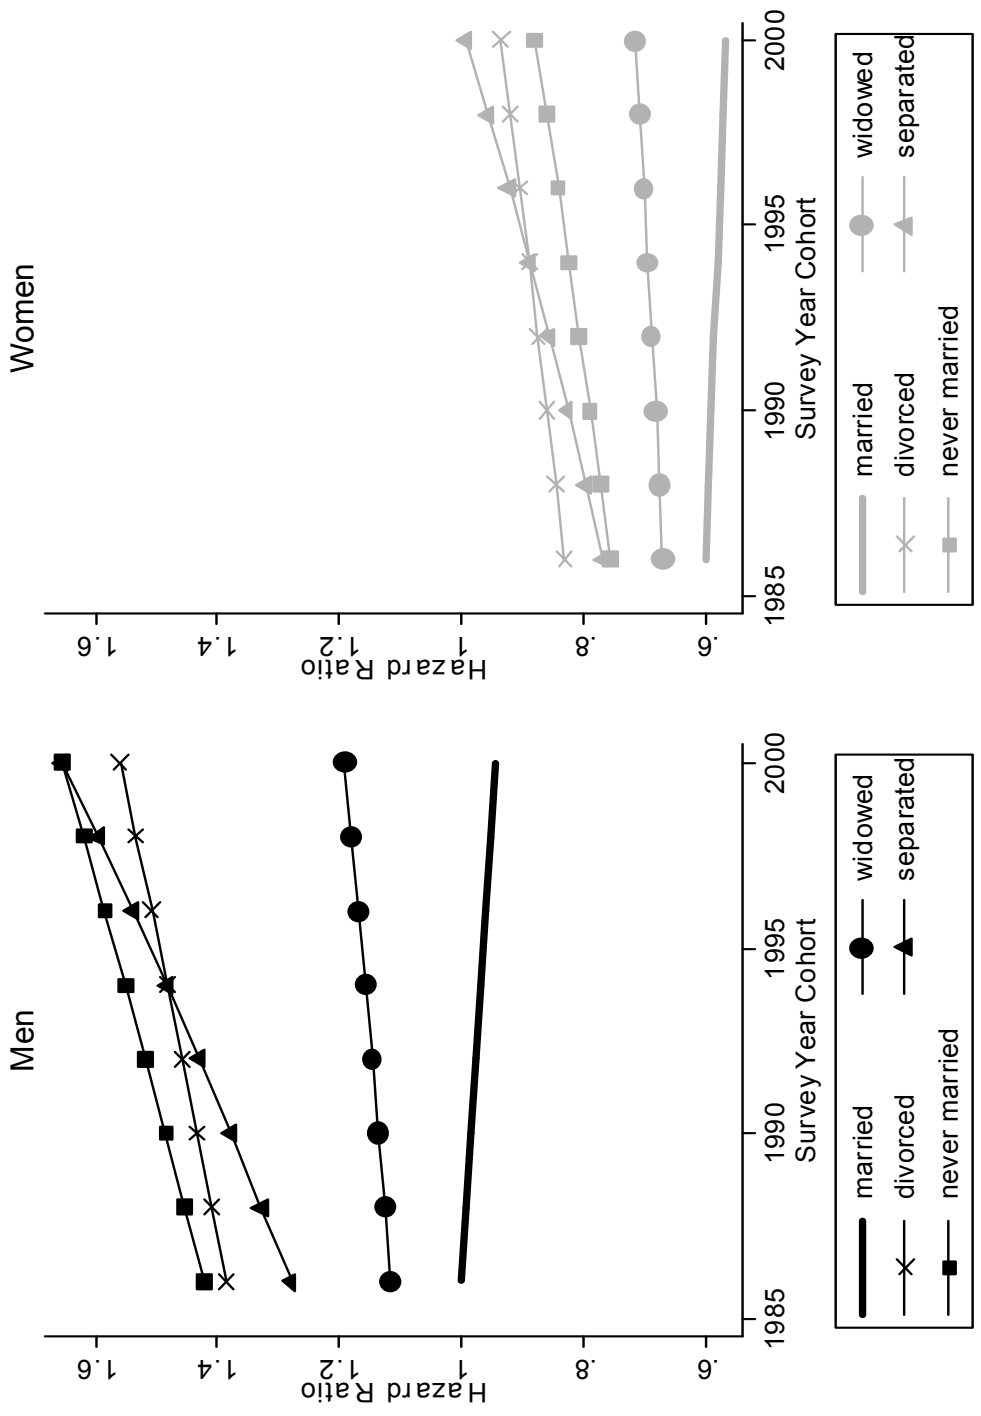 Men
Hazard Ratio
1.6
1.4
1.2
1
.8
.6
1985
1990
1995
2000
Survey Year Cohort
married
widowed
divorced
separated
never married
Women
Hazard Ratio
1.6
1.4
1.2
1
.8
.6
1985
1990
1995
2000
Survey Year Cohort
married
widowed
divorced
separated
never married